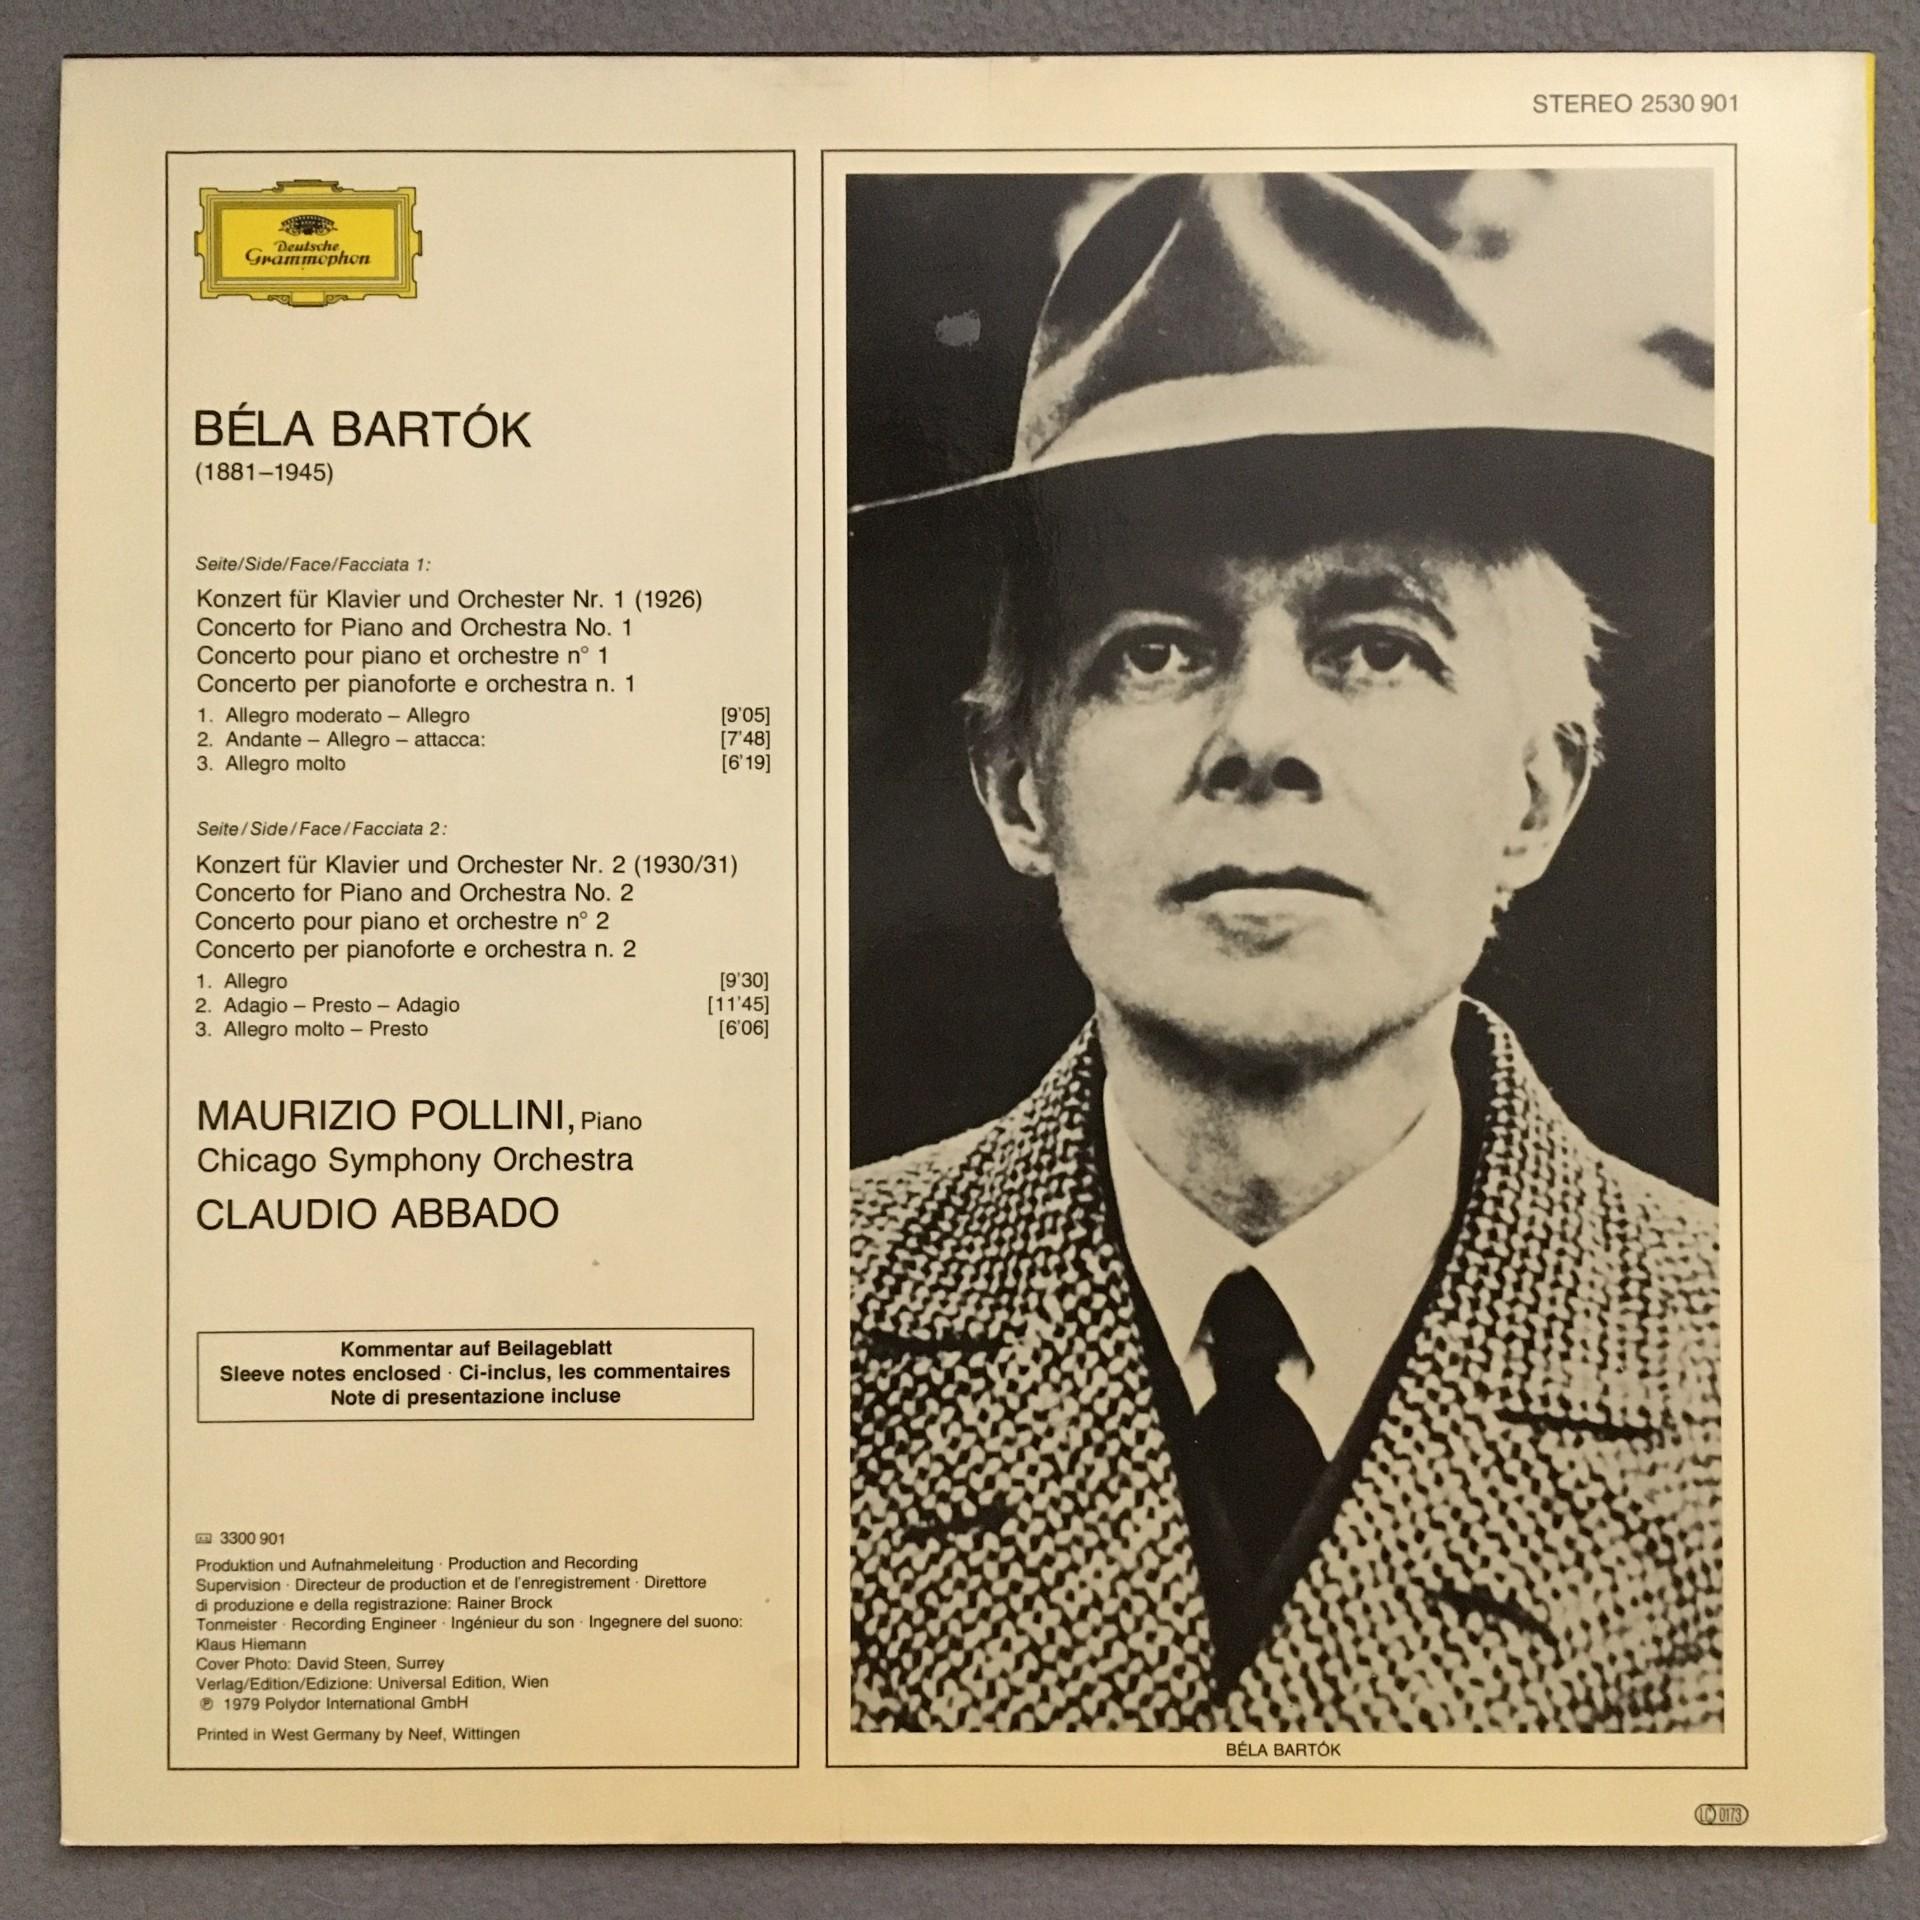 STEREO 2530 901
Deutsche
Grammophon
BÉLA BARTÓK
(1881–1945)
Seite/Side/Face/Facciata 1:
Konzert für Klavier und Orchester Nr. 1 (1926)
Concerto for Piano and Orchestra No. 1
Concerto pour piano et orchestre n° 1
Concerto per pianoforte e orchestra n. 1
1. Allegro moderato – Allegro [9'05]
2. Andante – Allegro – attacca: [7'48]
3. Allegro molto [6'19]
Seite/Side/Face/Facciata 2:
Konzert für Klavier und Orchester Nr. 2 (1930/31)
Concerto for Piano and Orchestra No. 2
Concerto pour piano et orchestre n° 2
Concerto per pianoforte e orchestra n. 2
1. Allegro [9'30]
2. Adagio – Presto – Adagio [11'45]
3. Allegro molto – Presto [6'06]
MAURIZIO POLLINI, Piano
Chicago Symphony Orchestra
CLAUDIO ABBADO
Kommentar auf Beilageblatt
Sleeve notes enclosed · Ci-inclus, les commentaires
Note di presentazione incluse
3300 901
Produktion und Aufnahmeleitung · Production and Recording
Supervision · Directeur de production et de l'enregistrement · Direttore
di produzione e della registrazione: Rainer Brock
Tonmeister · Recording Engineer · Ingénieur du son · Ingegnere del suono:
Klaus Hiemann
Cover Photo: David Steen, Surrey
Verlag/Edition/Edizione: Universal Edition, Wien
℗ 1979 Polydor International GmbH
Printed in West Germany by Neef, Wittingen
BÉLA BARTÓK
LC 0173